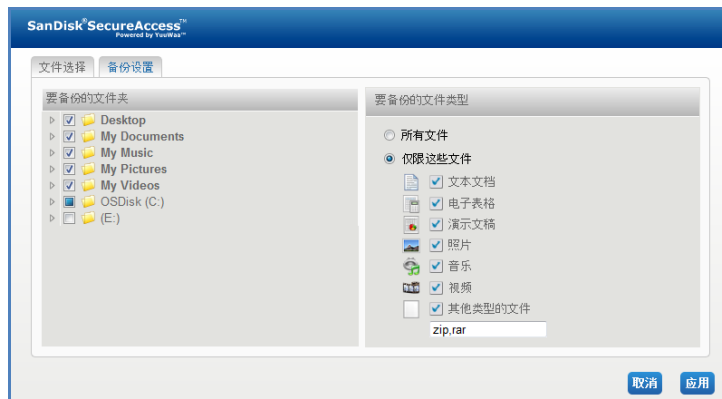 SanDisk®SecureAccess™
Powered by YuuWaa™
文件选择 备份设置
要备份的文件夹
Desktop
My Documents
My Music
My Pictures
My Videos
OSDisk (C:)
(E:)
要备份的文件类型
所有文件
仅限这些文件
文本文档
电子表格
演示文稿
照片
音乐
视频
其他类型的文件
zip,rar
取消 应用